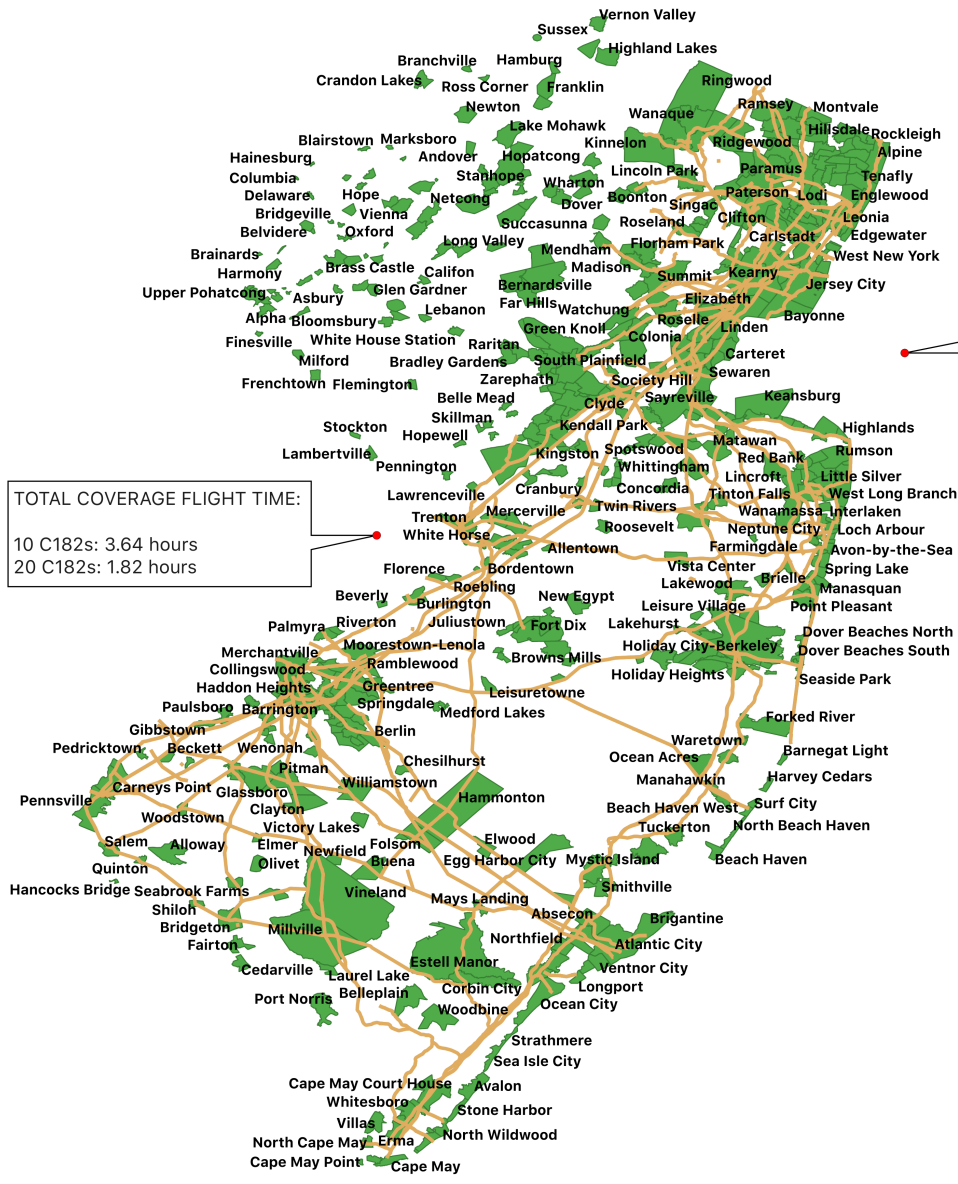 Vernon Valley
Sussex
Highland Lakes
Branchville
Hamburg
Crandon Lakes
Ross Corner
Franklin
Ringwood
Newton
Wanaque
Ramsey
Montvale
Lake Mohawk
Hillsdale
Rockleigh
Blairstown
Marksboro
Kinnelon
Ridgewood
Alpine
Hainesburg
Andover
Hopatcong
Columbia
Stanhope
Wharton
Lincoln Park
Paramus
Tenafly
Delaware
Hope
Netcong
Dover
Boonton
Singac
Paterson
Lodi
Englewood
Bridgeville
Vienna
Succasunna
Roseland
Clifton
Leonia
Belvidere
Oxford
Long Valley
Mendham
Florham Park
Carlstadt
Edgewater
Brainards
West New York
Harmony
Brass Castle
Califon
Bernardsville
Madison
Summit
Kearny
Jersey City
Upper Pohatcong
Asbury
Glen Gardner
Far Hills
Watchung
Elizabeth
Alpha
Bloomsbury
Lebanon
Green Knoll
Roselle
Linden
Bayonne
Finesville
White House Station
Raritan
Colonia
Milford
Bradley Gardens
South Plainfield
Carteret
Frenchtown
Flemington
Zarephath
Society Hill
Sewaren
Belle Mead
Clyde
Sayreville
Keansburg
Skillman
Stockton
Hopewell
Kendall Park
Matawan
Highlands
Lambertville
Kingston
Spotswood
Red Bank
Rumson
Pennington
Whittingham
Lincroft
Little Silver
TOTAL COVERAGE FLIGHT TIME:
10 C182s: 3.64 hours
20 C182s: 1.82 hours
Lawrenceville
Cranbury
Concordia
Tinton Falls
West Long Branch
Trenton
Mercerville
Twin Rivers
Wanamassa
Interlaken
White Horse
Roosevelt
Neptune City
Loch Arbour
Allentown
Farmingdale
Avon-by-the-Sea
Florence
Bordentown
Vista Center
Spring Lake
Roebling
Lakewood
Brielle
Manasquan
Beverly
Burlington
New Egypt
Leisure Village
Point Pleasant
Palmyra
Riverton
Juliustown
Fort Dix
Lakehurst
Dover Beaches North
Merchantville
Moorestown-Lenola
Holiday City-Berkeley
Dover Beaches South
Collingswood
Ramblewood
Browns Mills
Haddon Heights
Greentree
Leisuretowne
Holiday Heights
Seaside Park
Paulsboro
Barrington
Springdale
Medford Lakes
Gibbstown
Berlin
Forked River
Pedricktown
Beckett
Wenonah
Chesilhurst
Waretown
Barnegat Light
Pitman
Ocean Acres
Pennsville
Carneys Point
Glassboro
Williamstown
Hammonton
Manahawkin
Harvey Cedars
Woodstown
Clayton
Beach Haven West
Surf City
Victory Lakes
Tuckerton
North Beach Haven
Salem
Alloway
Elmer
Newfield
Folsom
Elwood
Quinton
Olivet
Buena
Egg Harbor City
Mystic Island
Beach Haven
Hancocks Bridge
Seabrook Farms
Vineland
Mays Landing
Smithville
Shiloh
Absecon
Brigantine
Bridgeton
Millville
Northfield
Atlantic City
Fairton
Cedarville
Laurel Lake
Estell Manor
Ventnor City
Port Norris
Belleplain
Corbin City
Longport
Woodbine
Ocean City
Strathmere
Sea Isle City
Cape May Court House
Avalon
Whitesboro
Stone Harbor
Villas
North Cape May
Erma
North Wildwood
Cape May Point
Cape May